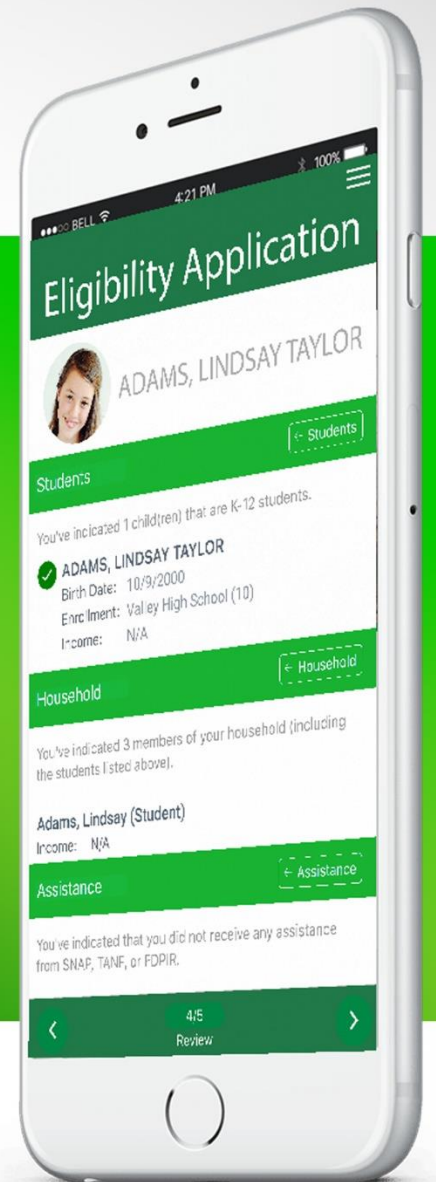 BELL
4:21 PM
100%
Eligibility Application
ADAMS, LINDSAY TAYLOR
Students
← Students
You've indicated 1 child(ren) that are K-12 students.
ADAMS, LINDSAY TAYLOR
Birth Date: 10/9/2000
Enrollment: Valley High School (10)
Income: N/A
Household
← Household
You've indicated 3 members of your household (including
the students listed above).
Adams, Lindsay (Student)
Income: N/A
Assistance
← Assistance
You've indicated that you did not receive any assistance
from SNAP, TANF, or FDPIR.
4/5
Review